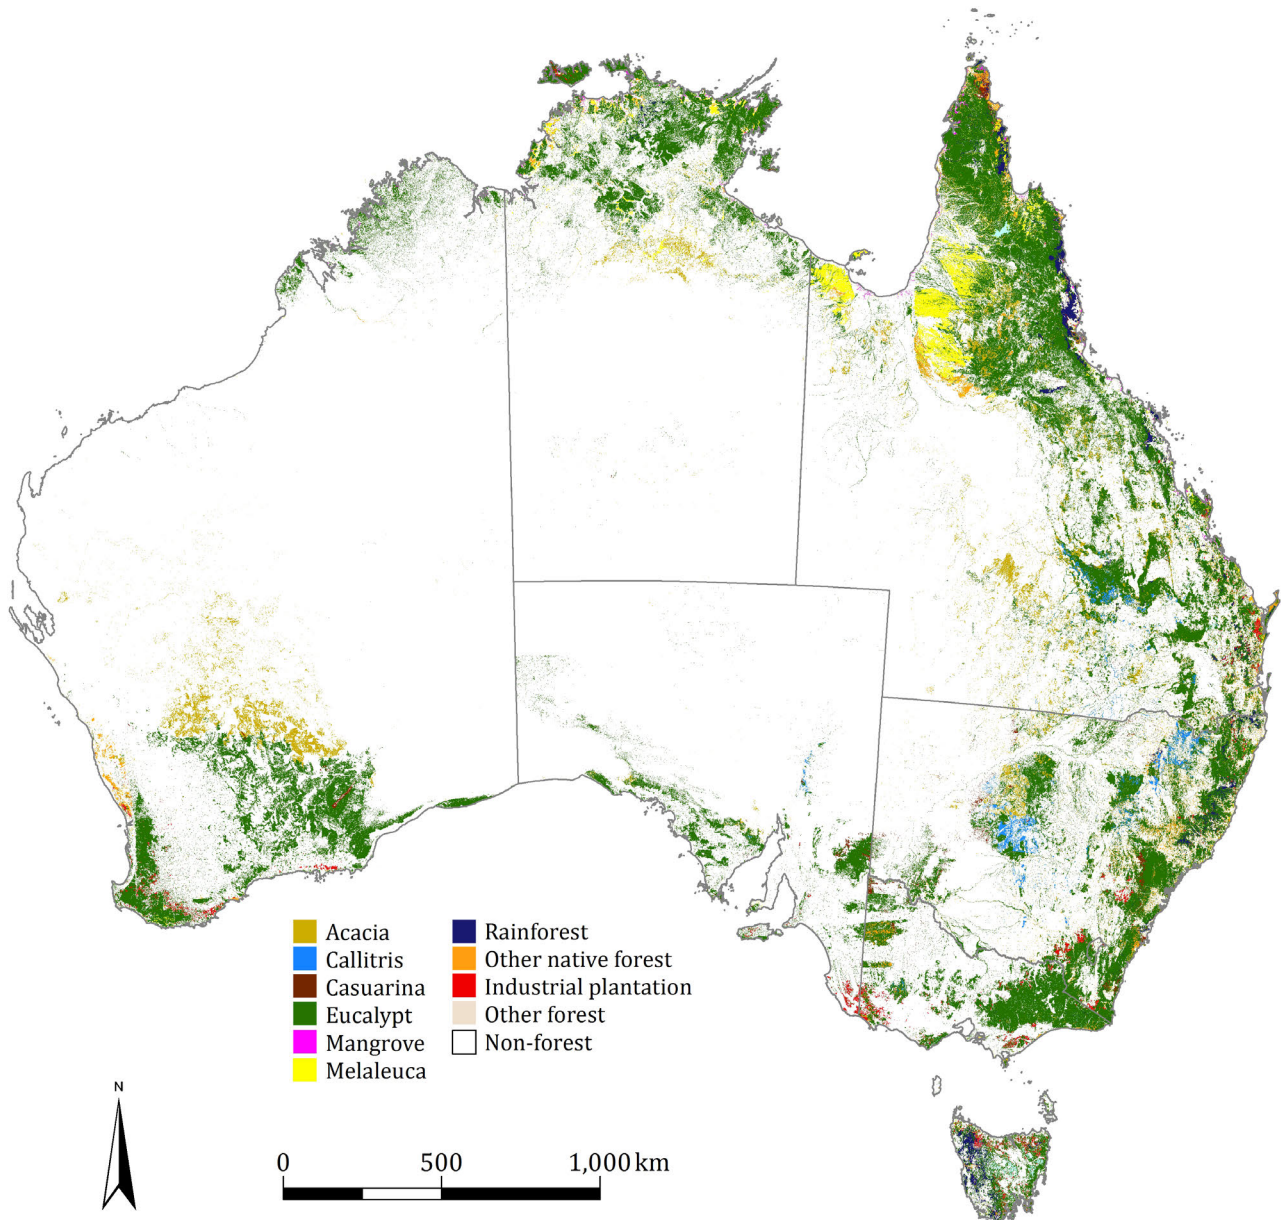 Acacia
Callitris
Casuarina
Eucalypt
Mangrove
Melaleuca
Rainforest
Other native forest
Industrial plantation
Other forest
Non-forest
N
0 500 1,000 km